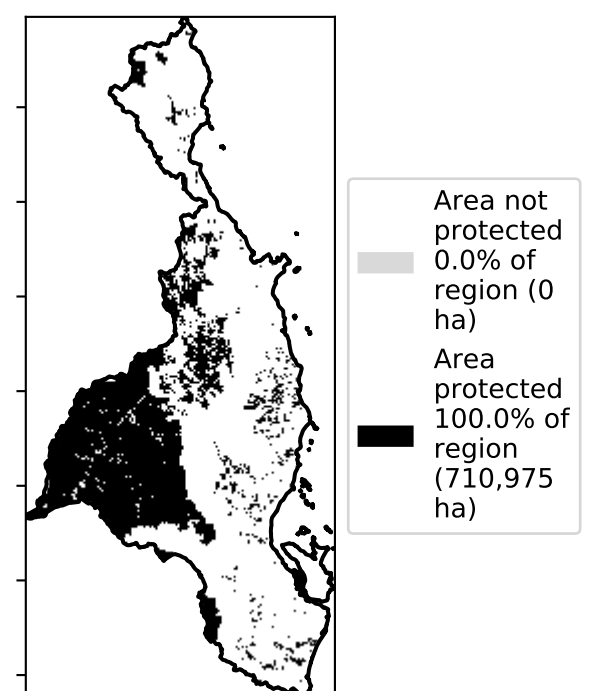 Area not
protected
0.0% of
region (0
ha)
Area
protected
100.0% of
region
(710,975
ha)